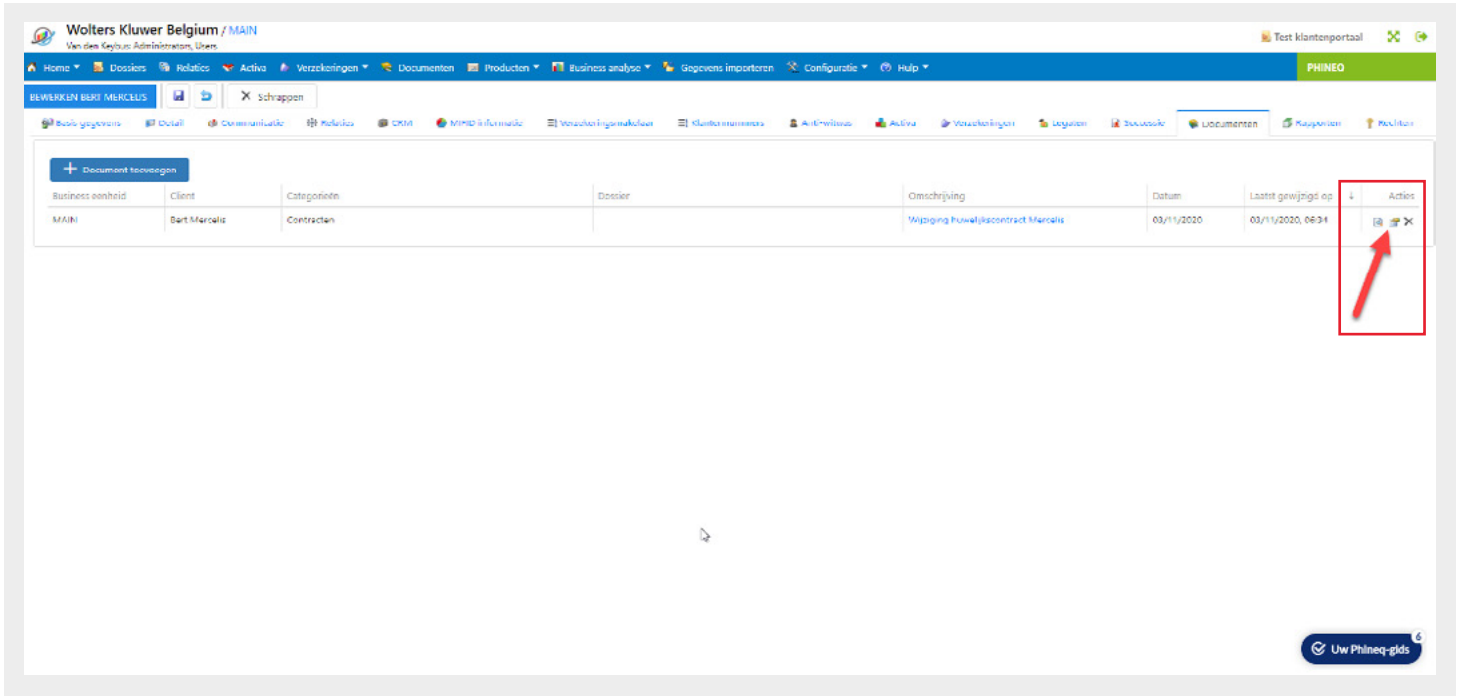 Wolters Kluwer Belgium / MAIN
Van den Keybus: Administrators, Users
Test klantenportaal
Home Dossiers Relaties Activa Verzekeringen Documenten Producten Business analyse Gegevens importeren Configuratie Hulp PHINEQ
BEWERKEN BERT MERCELIS Schrappen
Basis gegevens Detail Communicatie Relaties CRM MiFID informatie Verzekeringsmakelaar Klantennummers Anti-witwas Activa Verzekeringen Legaten Successie Documenten Rapporten Rechten
Document toevoegen
Business eenheid Client Categorieën Dossier Omschrijving Datum Laatst gewijzigd op Acties
MAIN Bert Mercelis Contracten Wijziging huwelijkscontract Mercelis 03/11/2020 03/11/2020, 06:34
Uw Phineq-gids 6